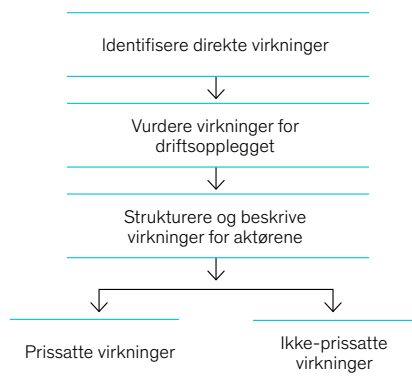 Identifisere direkte virkninger
Vurdere virkninger for
driftsopplegget
Strukturere og beskrive
virkninger for aktørene
Prissatte virkninger
Ikke-prissatte
virkninger